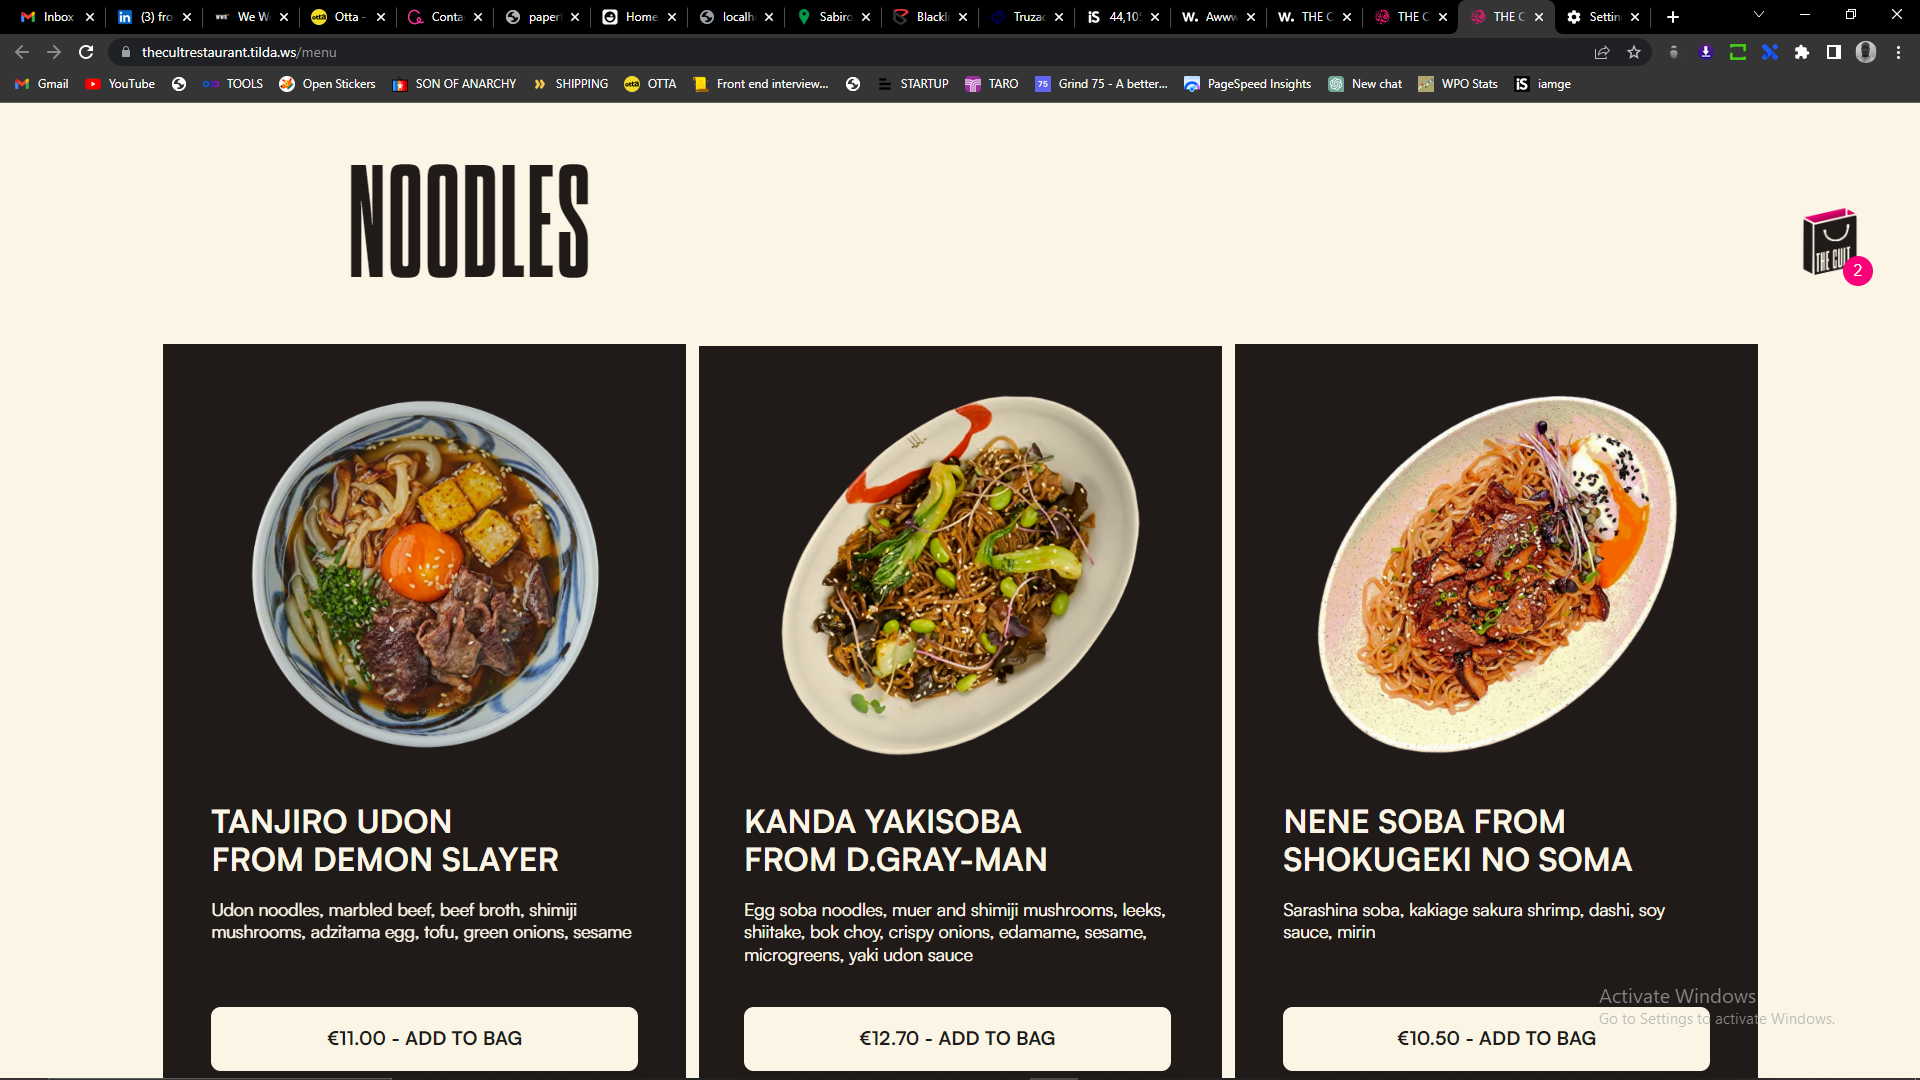 Inbox
(3) fro
We W
Otta -
Conta
paper
Home
localh
Sabiro
Blackli
Truzac
iS 44,105
W. Aww
W. THE C
THE C
THE C
Settin
thecultrestaurant.tilda.ws/menu
Gmail
YouTube
TOOLS
Open Stickers
SON OF ANARCHY
SHIPPING
OTTA
Front end interview...
STARTUP
TARO
75 Grind 75 - A better...
PageSpeed Insights
New chat
WPO Stats
iS iamge
NOODLES
THE CULT
2
TANJIRO UDON
FROM DEMON SLAYER
Udon noodles, marbled beef, beef broth, shimiji
mushrooms, adzitama egg, tofu, green onions, sesame
€11.00 - ADD TO BAG
KANDA YAKISOBA
FROM D.GRAY-MAN
Egg soba noodles, muer and shimiji mushrooms, leeks,
shiitake, bok choy, crispy onions, edamame, sesame,
microgreens, yaki udon sauce
€12.70 - ADD TO BAG
NENE SOBA FROM
SHOKUGEKI NO SOMA
Sarashina soba, kakiage sakura shrimp, dashi, soy
sauce, mirin
€10.50 - ADD TO BAG
Activate Windows
Go to Settings to activate Windows.